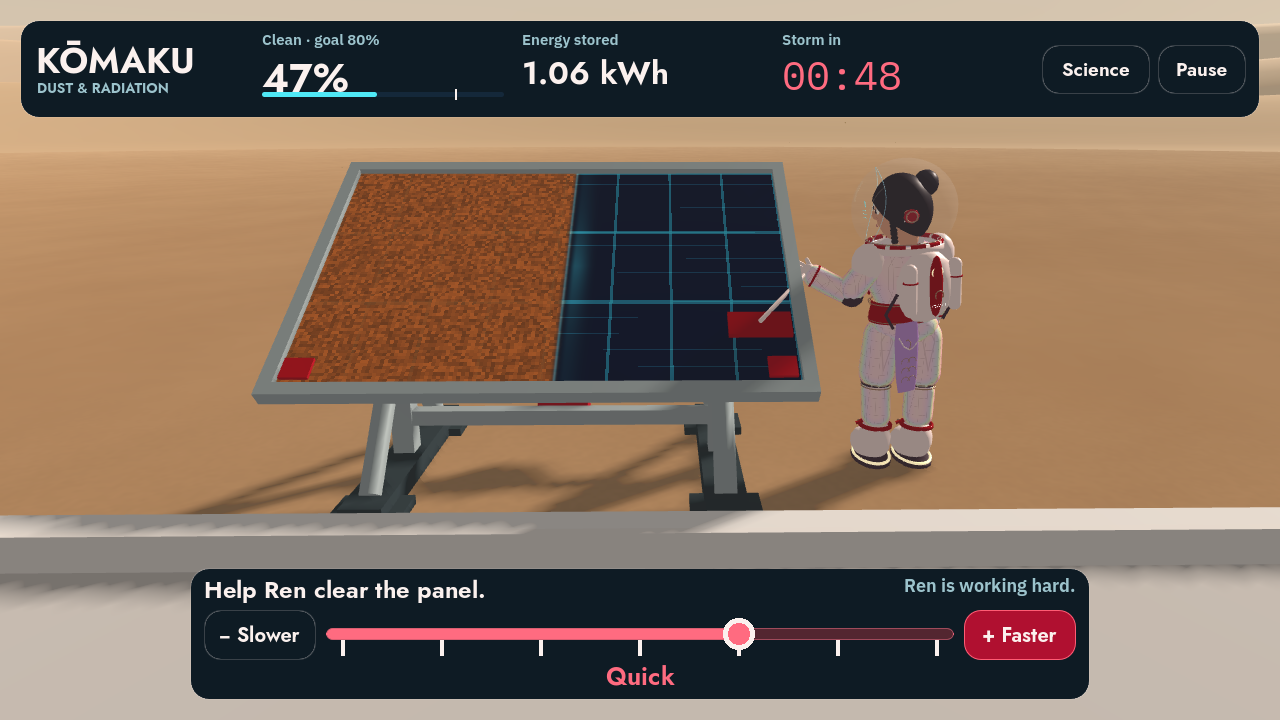 KŌMAKU
DUST & RADIATION
Clean · goal 80%
47%
Energy stored
1.06 kWh
Storm in
00:48
Science
Pause
Help Ren clear the panel.
Ren is working hard.
– Slower
+ Faster
Quick